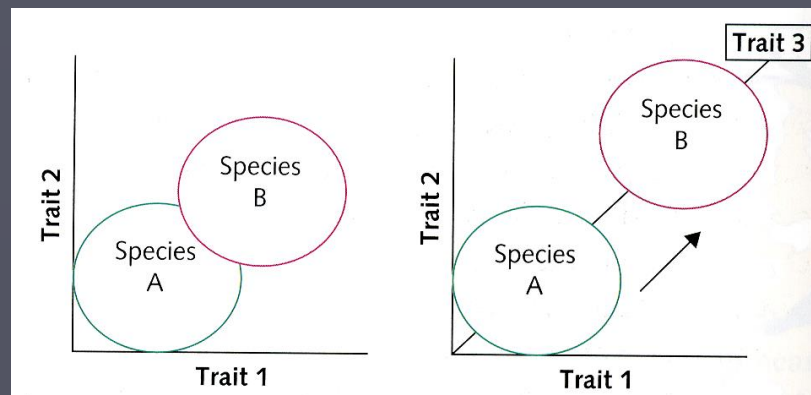 Trait 2
Species
A
Species
B
Trait 1
Trait 3
Trait 2
Species
A
Species
B
Trait 1